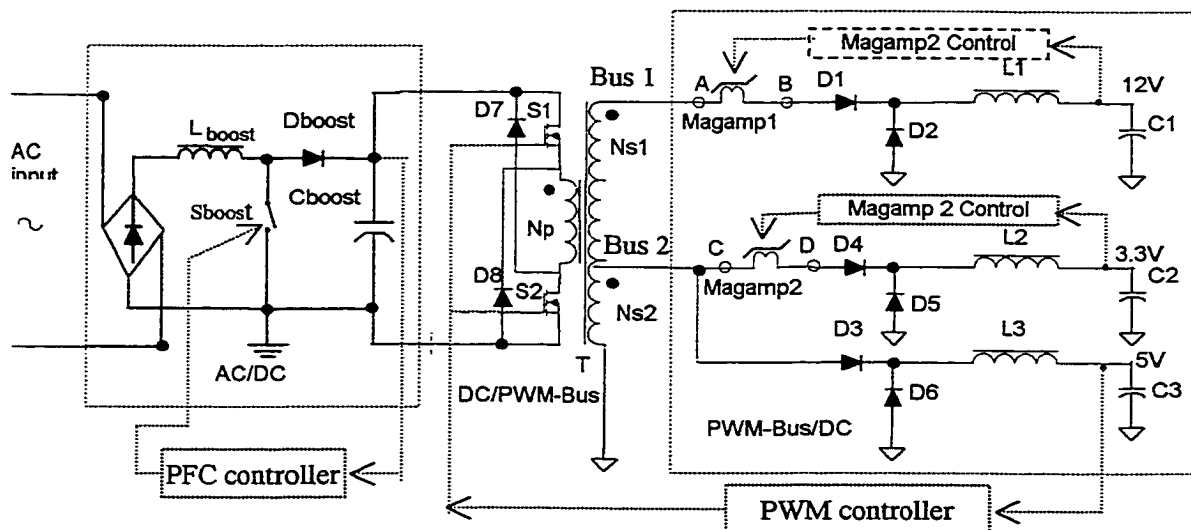 Magamp2 Control
Bus 1
A
B
D1
L1
12V
Magamp1
D2
C1
D7
S1
Lboost
Dboost
Ns1
AC
input
~
Cboost
Sboost
Np
Magamp 2 Control
Bus 2
C
D
D4
L2
3.3V
Magamp2
C2
D8
S2
Ns2
D5
D3
L3
5V
T
AC/DC
DC/PWM-Bus
D6
C3
PWM-Bus/DC
PFC controller
PWM controller